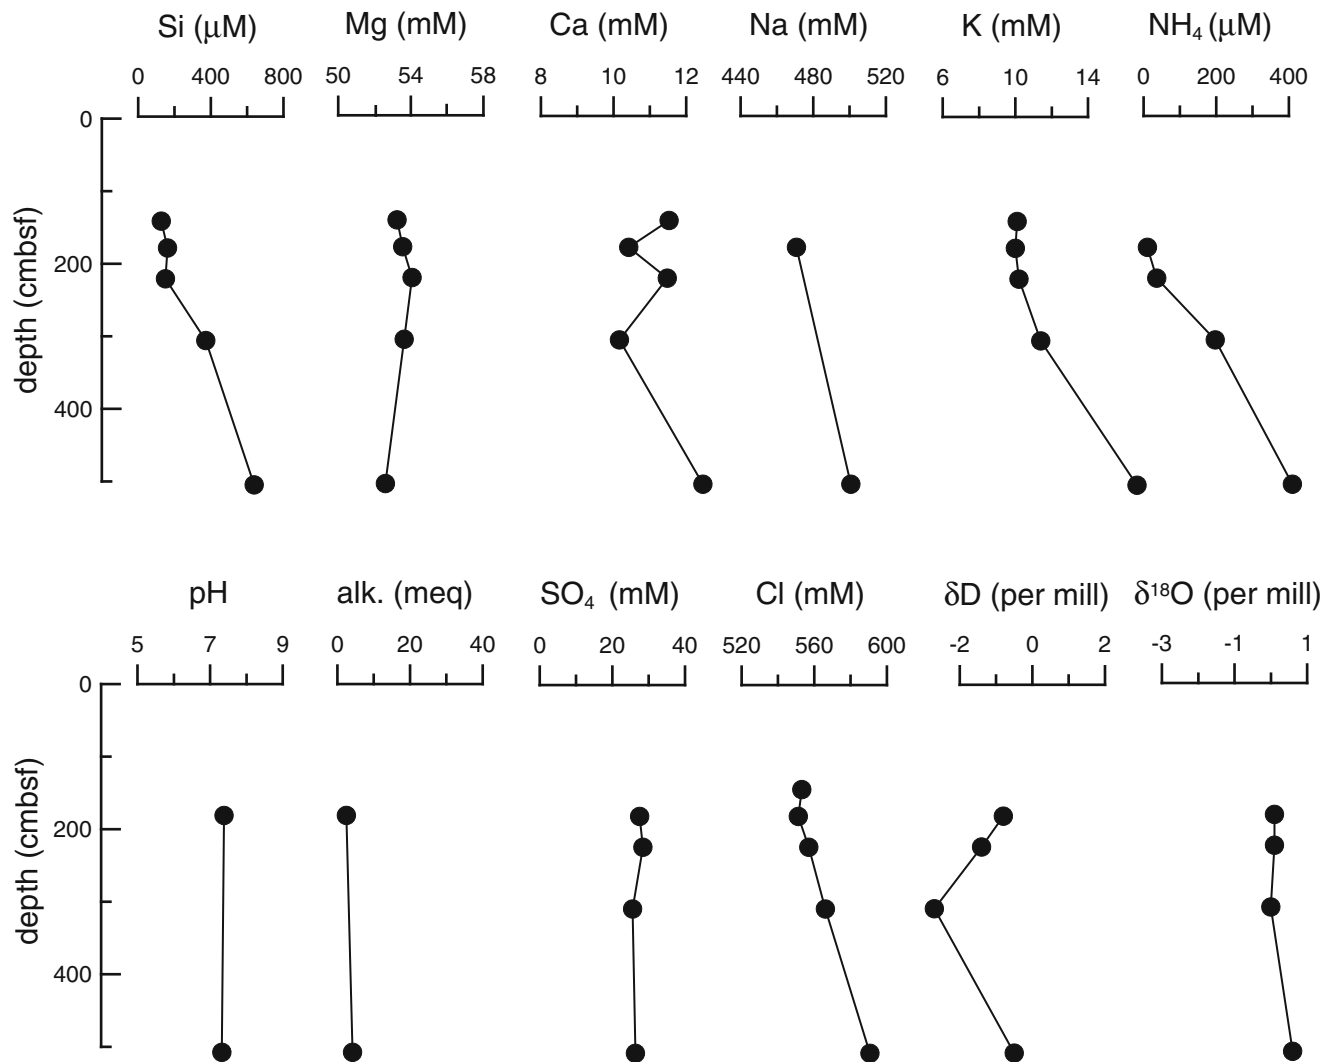 Si (μM) Mg (mM) Ca (mM) Na (mM) K (mM) NH₄ (μM)
0 400 800 50 54 58 8 10 12 440 480 520 6 10 14 0 200 400
0
200
400
depth (cmbsf)
pH alk. (meq) SO₄ (mM) Cl (mM) δD (per mill) δ¹⁸O (per mill)
5 7 9 0 20 40 0 20 40 520 560 600 -2 0 2 -3 -1 1
0
200
400
depth (cmbsf)